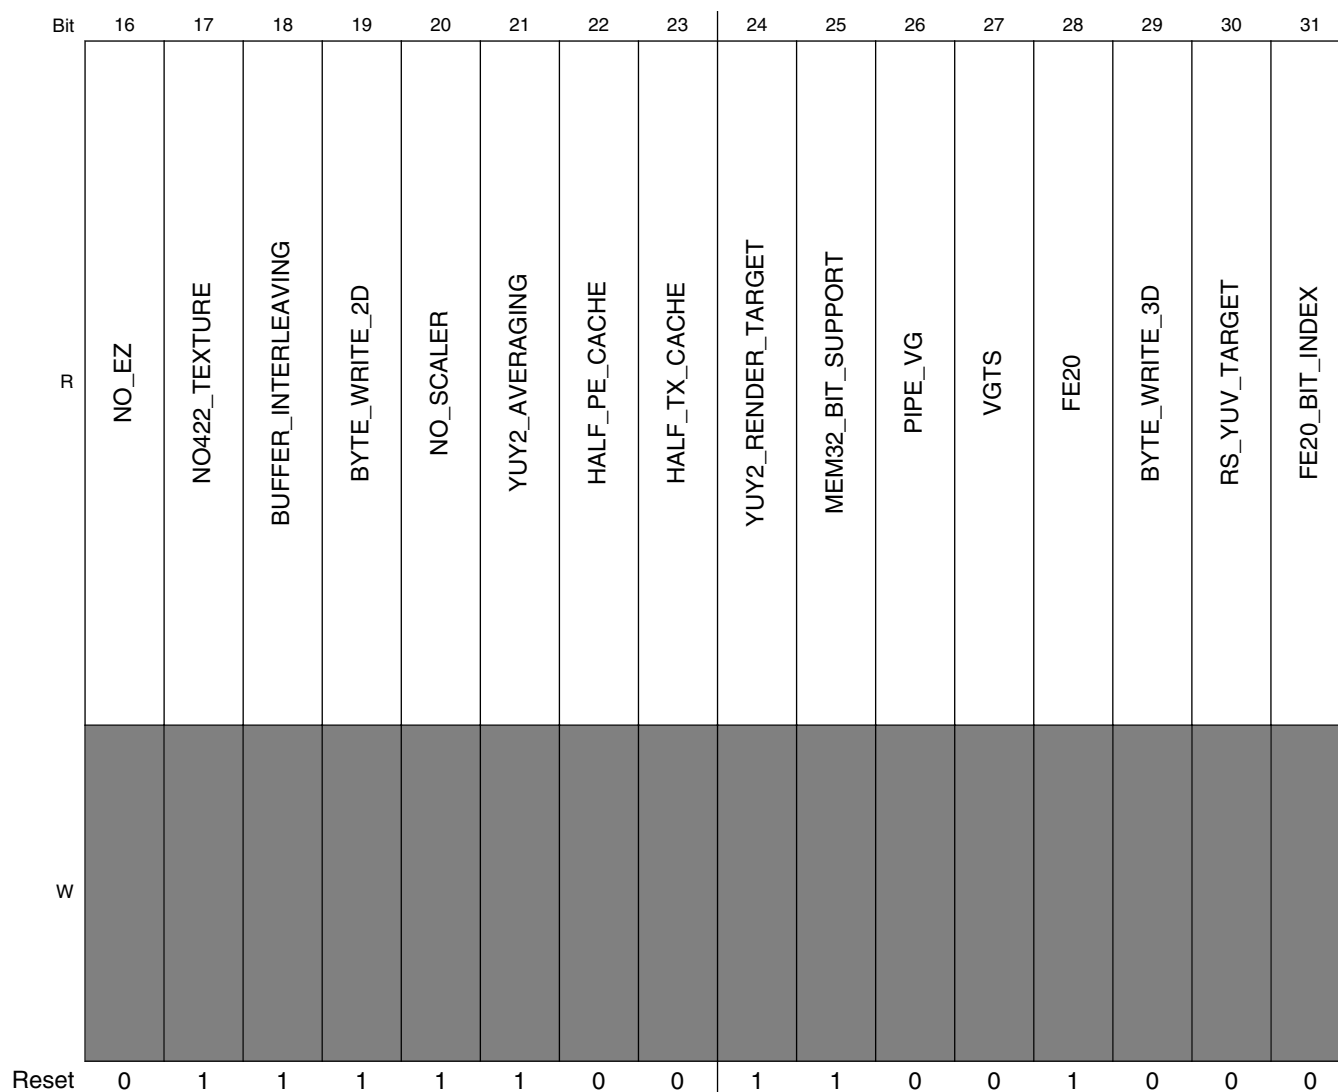 Bit 16 17 18 19 20 21 22 23 24 25 26 27 28 29 30 31
R NO_EZ NO422_TEXTURE BUFFER_INTERLEAVING BYTE_WRITE_2D NO_SCALER YUY2_AVERAGING HALF_PE_CACHE HALF_TX_CACHE YUY2_RENDER_TARGET MEM32_BIT_SUPPORT PIPE_VG VGTS FE20 BYTE_WRITE_3D RS_YUV_TARGET FE20_BIT_INDEX
W
Reset 0 1 1 1 1 1 0 0 1 1 0 0 1 0 0 0